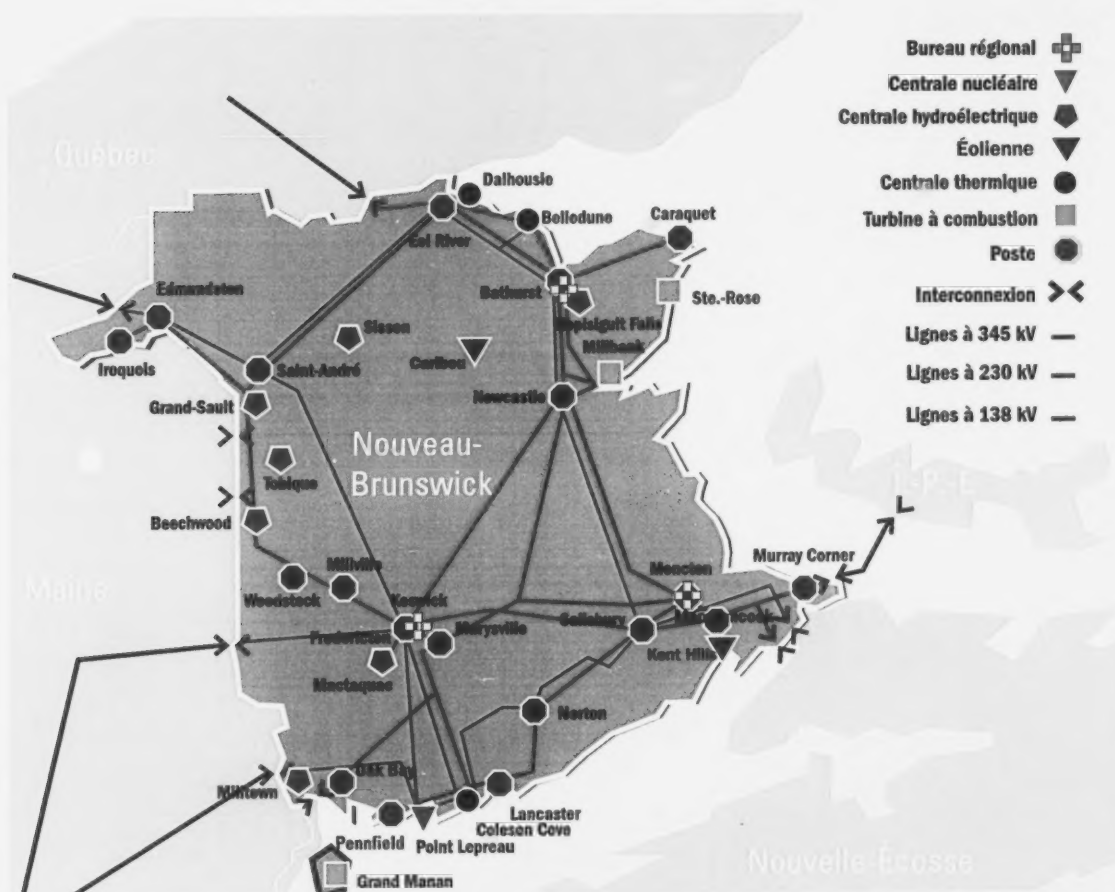 Bureau régional
Centrale nucléaire
Centrale hydroélectrique
Éolienne
Centrale thermique
Turbine à combustion
Poste
Interconnexion
Lignes à 345 kV
Lignes à 230 kV
Lignes à 138 kV
Québec
Dalhousie
Belledune
Caraquet
Eel River
Bathurst
Ste.-Rose
Edmundston
Sisson
Falls
Millbank
Iroquois
Saint-André
Caribou
Newcastle
Grand-Sault
Nouveau-
Brunswick
Tobique
Î.-P.-É
Beechwood
Murray Corner
Maine
Millville
Moncton
Woodstock
Keswick
Fredericton
Marysville
Salisbury
Kent Hills
Mactaquac
Norton
Oak Bay
Milltown
Lancaster
Coleson Cove
Pennfield
Point Lepreau
Nouvelle-Écosse
Grand Manan